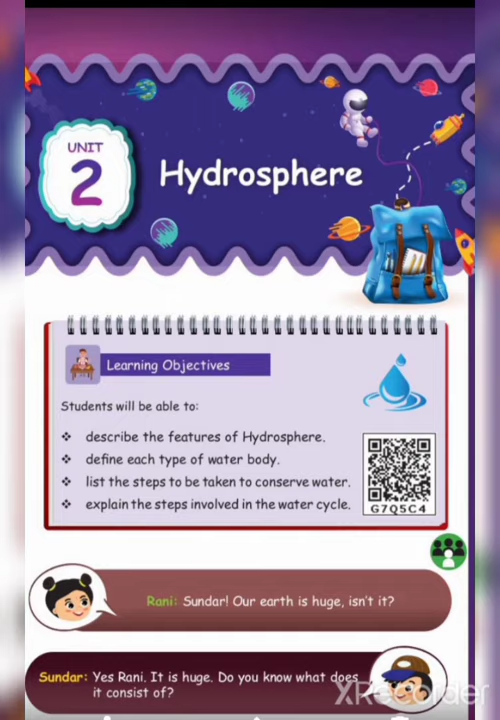 UNIT
2
Hydrosphere
Learning Objectives
Students will be able to:
❖ describe the features of Hydrosphere.
❖ define each type of water body.
❖ list the steps to be taken to conserve water.
❖ explain the steps involved in the water cycle.
G7Q5C4
Rani: Sundar! Our earth is huge, isn't it?
Sundar: Yes Rani. It is huge. Do you know what does
it consist of?
XRecorder